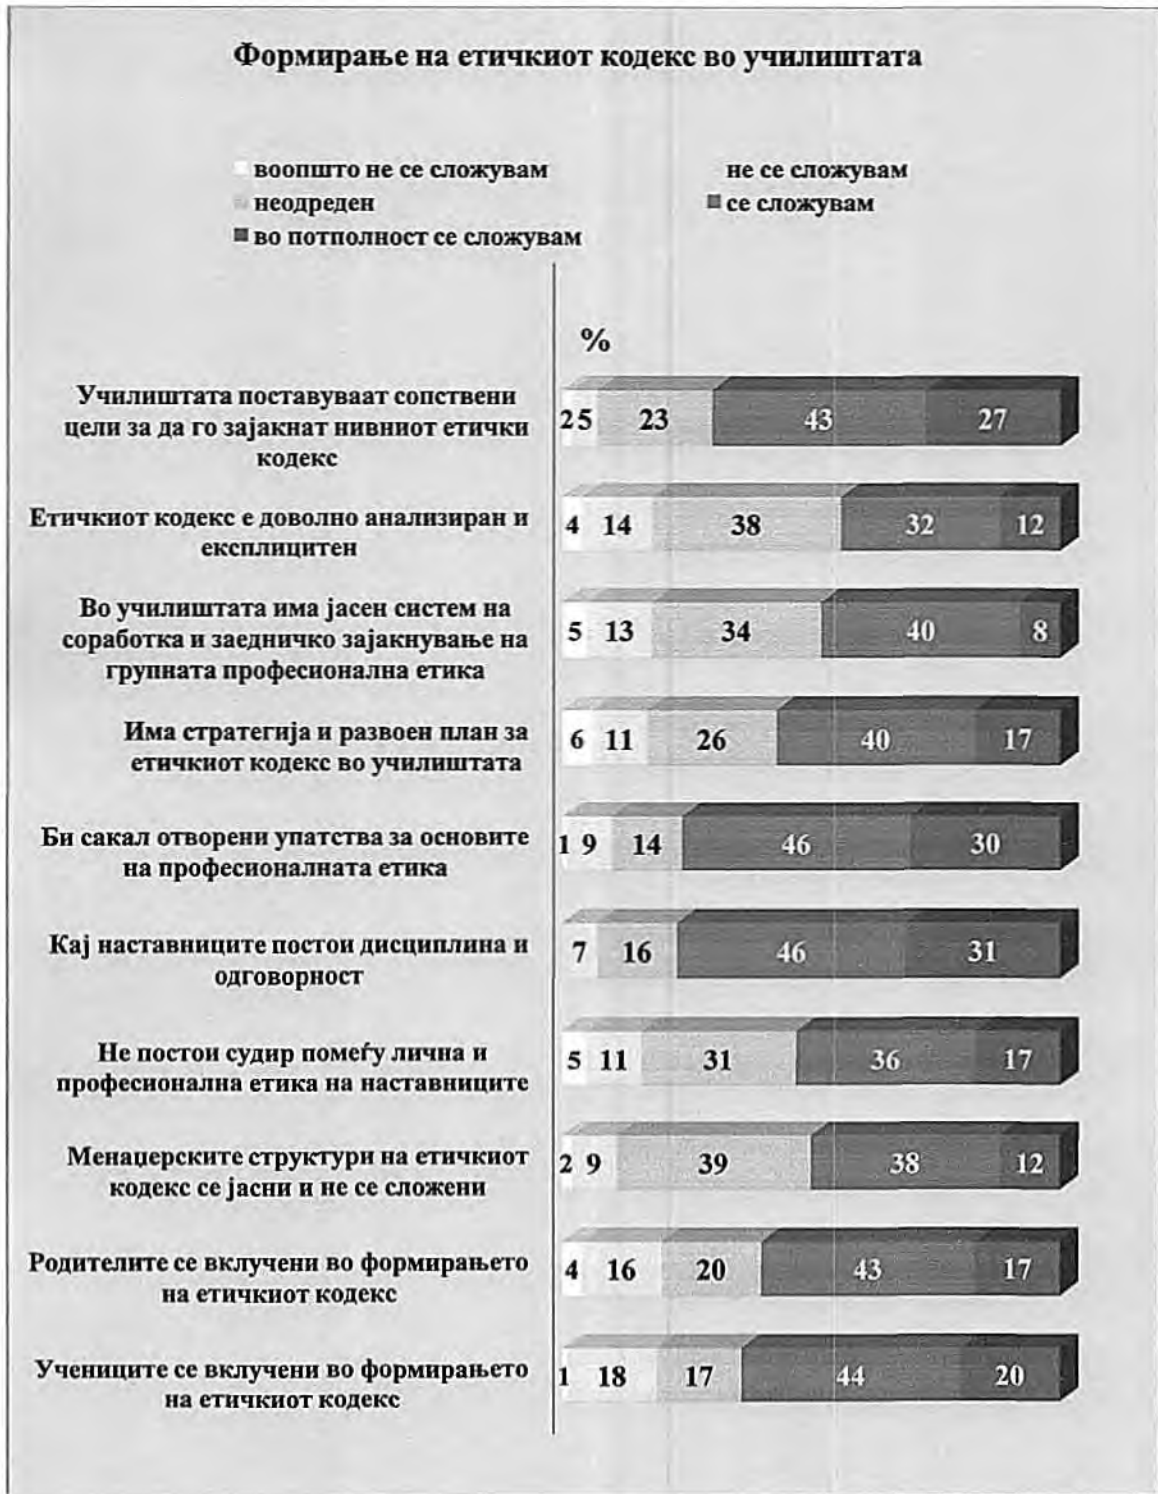 Формирање на етичкиот кодекс во училиштата
воопшто не се сложувам не се сложувам
неодреден се сложувам
во потполност се сложувам
%
Училиштата поставуваат сопствени
цели за да го зајакнат нивниот етички
кодекс
2 5 23 43 27
Етичкиот кодекс е доволно анализиран и
експлицитен
4 14 38 32 12
Во училиштата има јасен систем на
соработка и заедничко зајакнување на
групната професионална етика
5 13 34 40 8
Има стратегија и развоен план за
етичкиот кодекс во училиштата
6 11 26 40 17
Би сакал отворени упатства за основите
на професионалната етика
1 9 14 46 30
Кај наставниците постои дисциплина и
одговорност
7 16 46 31
Не постои судир помеѓу лична и
професионална етика на наставниците
5 11 31 36 17
Менаџерските структури на етичкиот
кодекс се јасни и не се сложени
2 9 39 38 12
Родителите се вклучени во формирањето
на етичкиот кодекс
4 16 20 43 17
Учениците се вклучени во формирањето
на етичкиот кодекс
1 18 17 44 20